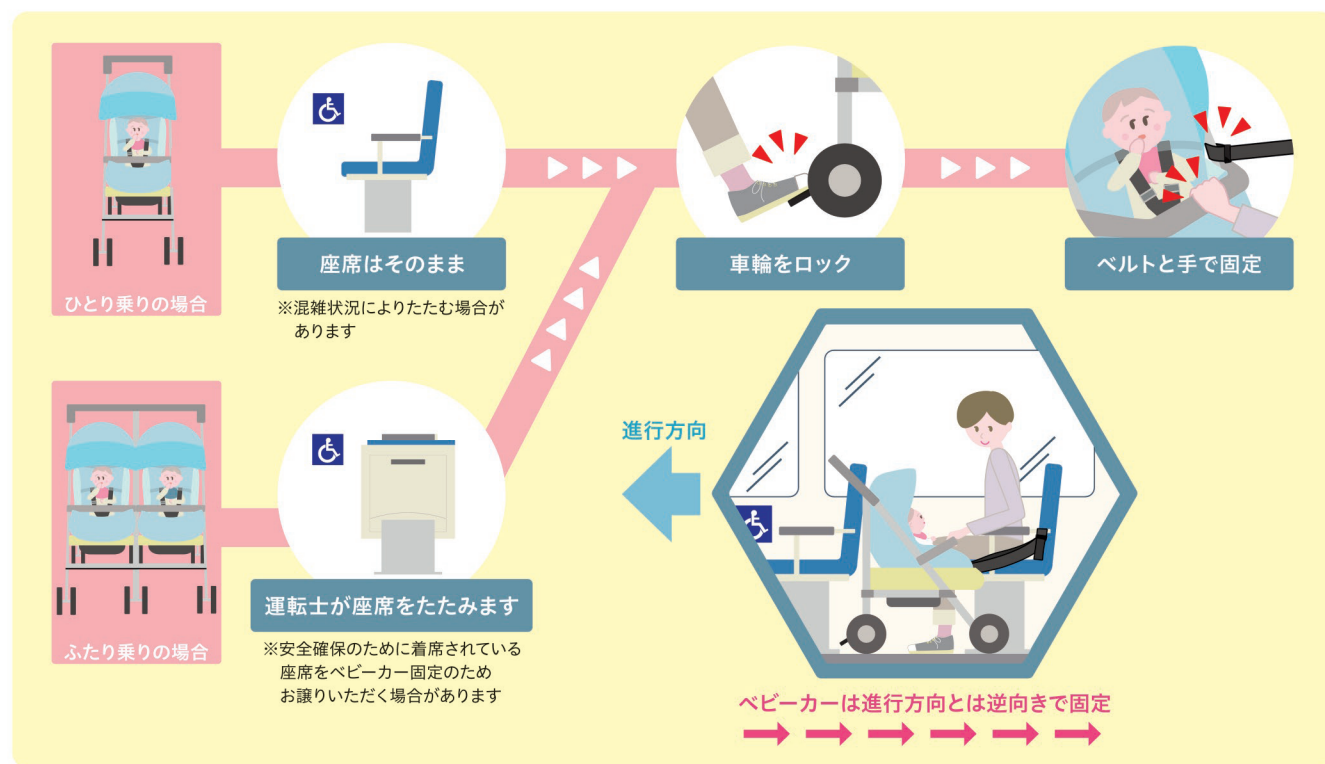 ひとり乗りの場合
座席はそのまま
※混雑状況によりたたむ場合が
あります
車輪をロック
ベルトと手で固定
ふたり乗りの場合
運転士が座席をたたみます
※安全確保のために着席されている
座席をベビーカー固定のため
お譲りいただく場合があります
進行方向
ベビーカーは進行方向とは逆向きで固定